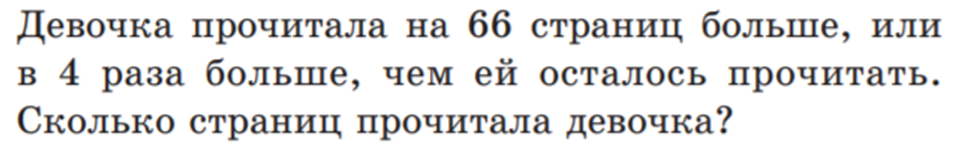 Девочка прочитала на 66 страниц больше, или
в 4 раза больше, чем ей осталось прочитать.
Сколько страниц прочитала девочка?